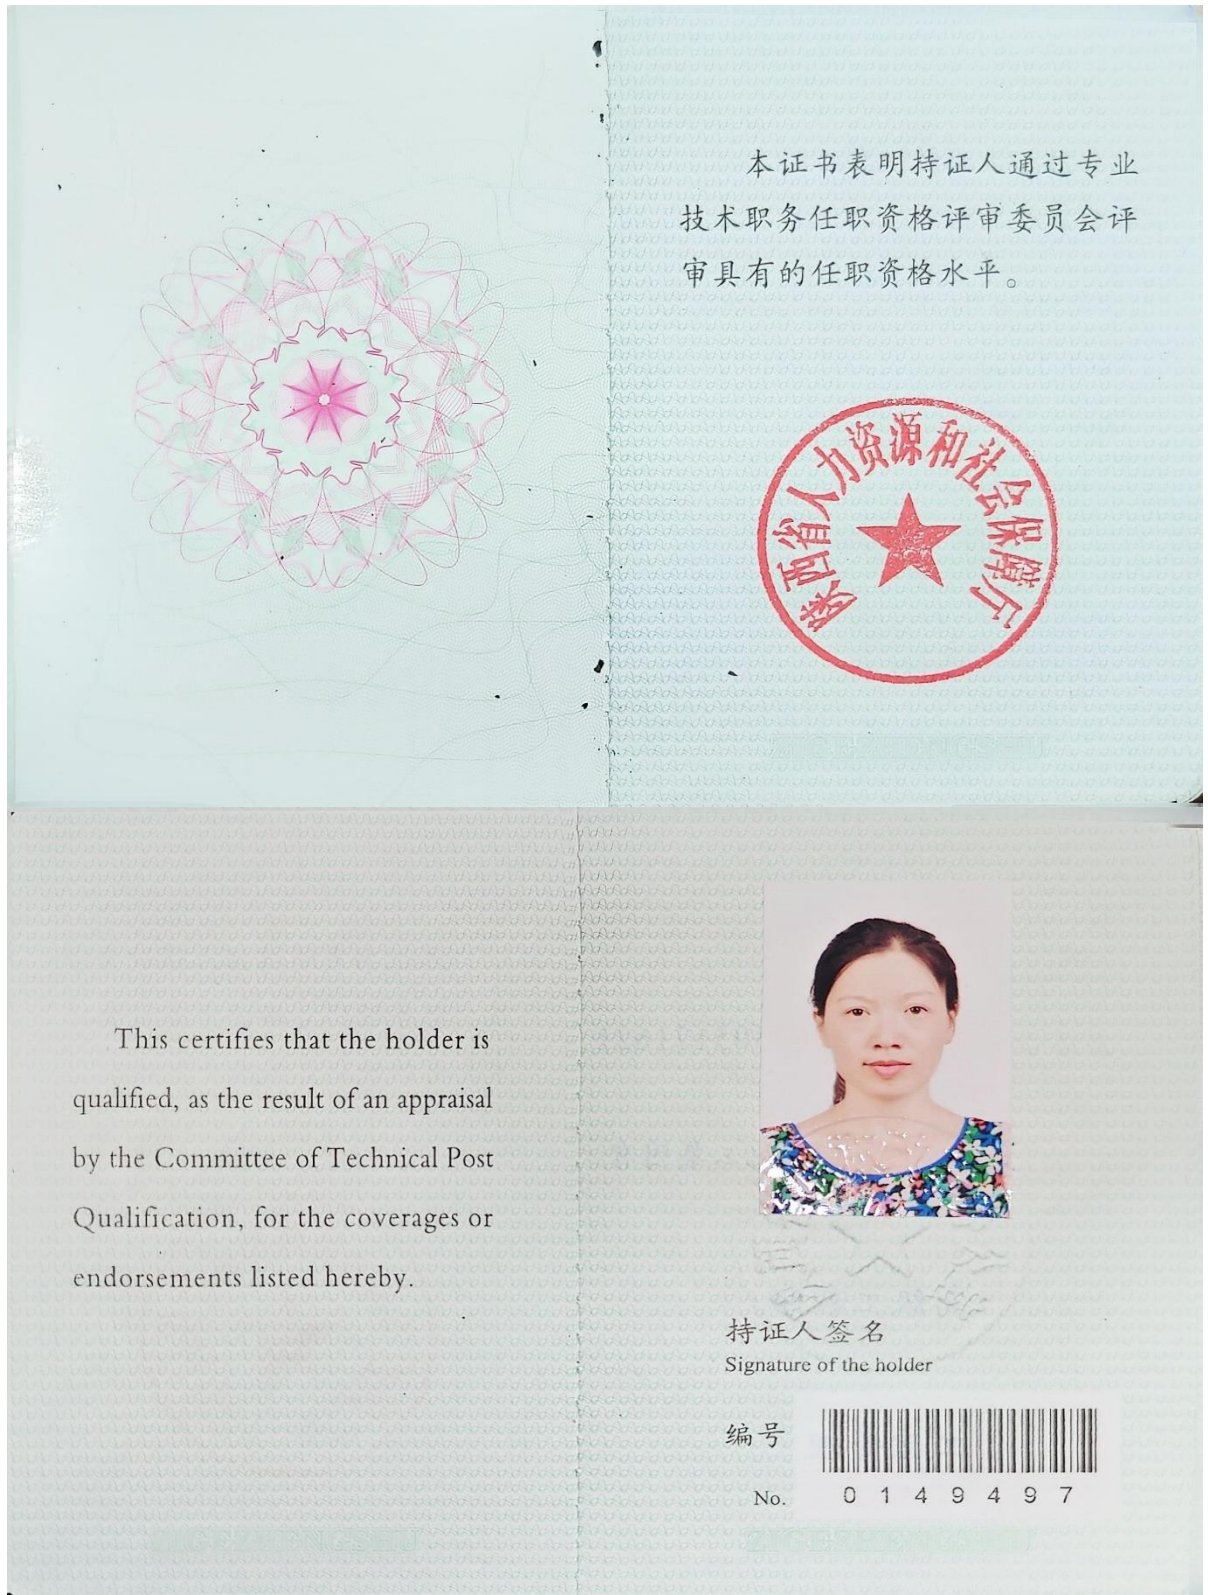 本证书表明持证人通过专业
技术职务任职资格评审委员会评
审具有的任职资格水平。
陕西省人力资源和社会保障厅
This certifies that the holder is
qualified, as the result of an appraisal
by the Committee of Technical Post
Qualification, for the coverages or
endorsements listed hereby.
持证人签名
Signature of the holder
编号
No.
0149497
ZIGEZHENGSHU
ZIGEZHENGSHU
ZIGEZHENGSHU